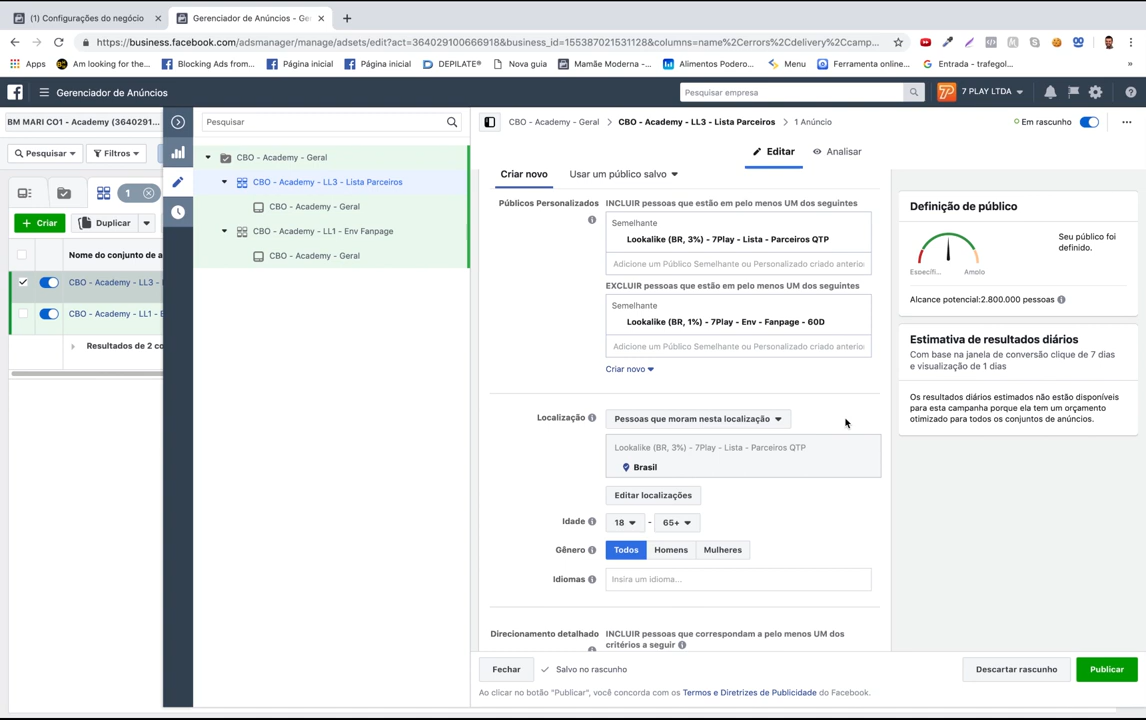 (1) Configurações do negócio
Gerenciador de Anúncios - Ge
https://business.facebook.com/adsmanager/manage/adsets/edit?act=364029100666918&business_id=155387021531128&columns=name%2Cerrors%2Cdelivery%2Ccamp...
Apps
Am looking for the...
Blocking Ads from...
Página inicial
Página inicial
DEPILATE®
Nova guia
Mamãe Moderna -...
Alimentos Podero...
Menu
Ferramenta online...
Entrada - trafegol...
Gerenciador de Anúncios
Pesquisar empresa
7 PLAY LTDA
BM MARI CO1 - Academy (3640291...
Pesquisar
Filtros
1
+ Criar
Duplicar
Nome do conjunto de a
CBO - Academy - LL3 -
CBO - Academy - LL1 - E
Resultados de 2 co
Pesquisar
CBO - Academy - Geral
CBO - Academy - LL3 - Lista Parceiros
CBO - Academy - Geral
CBO - Academy - LL1 - Env Fanpage
CBO - Academy - Geral
CBO - Academy - Geral > CBO - Academy - LL3 - Lista Parceiros > 1 Anúncio
Em rascunho
Editar
Analisar
Criar novo
Usar um público salvo
Públicos Personalizados
INCLUIR pessoas que estão em pelo menos UM dos seguintes
Semelhante
Lookalike (BR, 3%) - 7Play - Lista - Parceiros QTP
Adicione um Público Semelhante ou Personalizado criado anterior
EXCLUIR pessoas que estão em pelo menos UM dos seguintes
Semelhante
Lookalike (BR, 1%) - 7Play - Env - Fanpage - 60D
Adicione um Público Semelhante ou Personalizado criado anterior
Criar novo
Localização
Pessoas que moram nesta localização
Lookalike (BR, 3%) - 7Play - Lista - Parceiros QTP
Brasil
Editar localizações
Idade
18 - 65+
Gênero
Todos
Homens
Mulheres
Idiomas
Insira um idioma...
Direcionamento detalhado
INCLUIR pessoas que correspondam a pelo menos UM dos
critérios a seguir
Definição de público
Seu público foi
definido.
Específi...
Amplo
Alcance potencial:2.800.000 pessoas
Estimativa de resultados diários
Com base na janela de conversão clique de 7 dias
e visualização de 1 dias
Os resultados diários estimados não estão disponíveis
para esta campanha porque ela tem um orçamento
otimizado para todos os conjuntos de anúncios.
Fechar
Salvo no rascunho
Descartar rascunho
Publicar
Ao clicar no botão "Publicar", você concorda com os Termos e Diretrizes de Publicidade do Facebook.